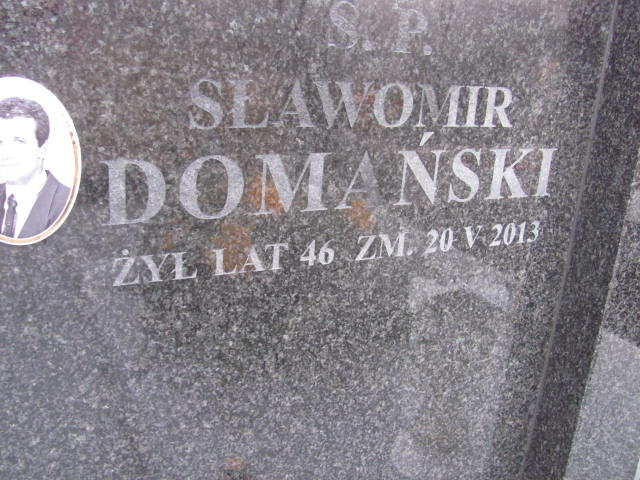 Ś. P.
SŁAWOMIR
DOMAŃSKI
ŻYŁ LAT 46 ZM. 20 V 2013